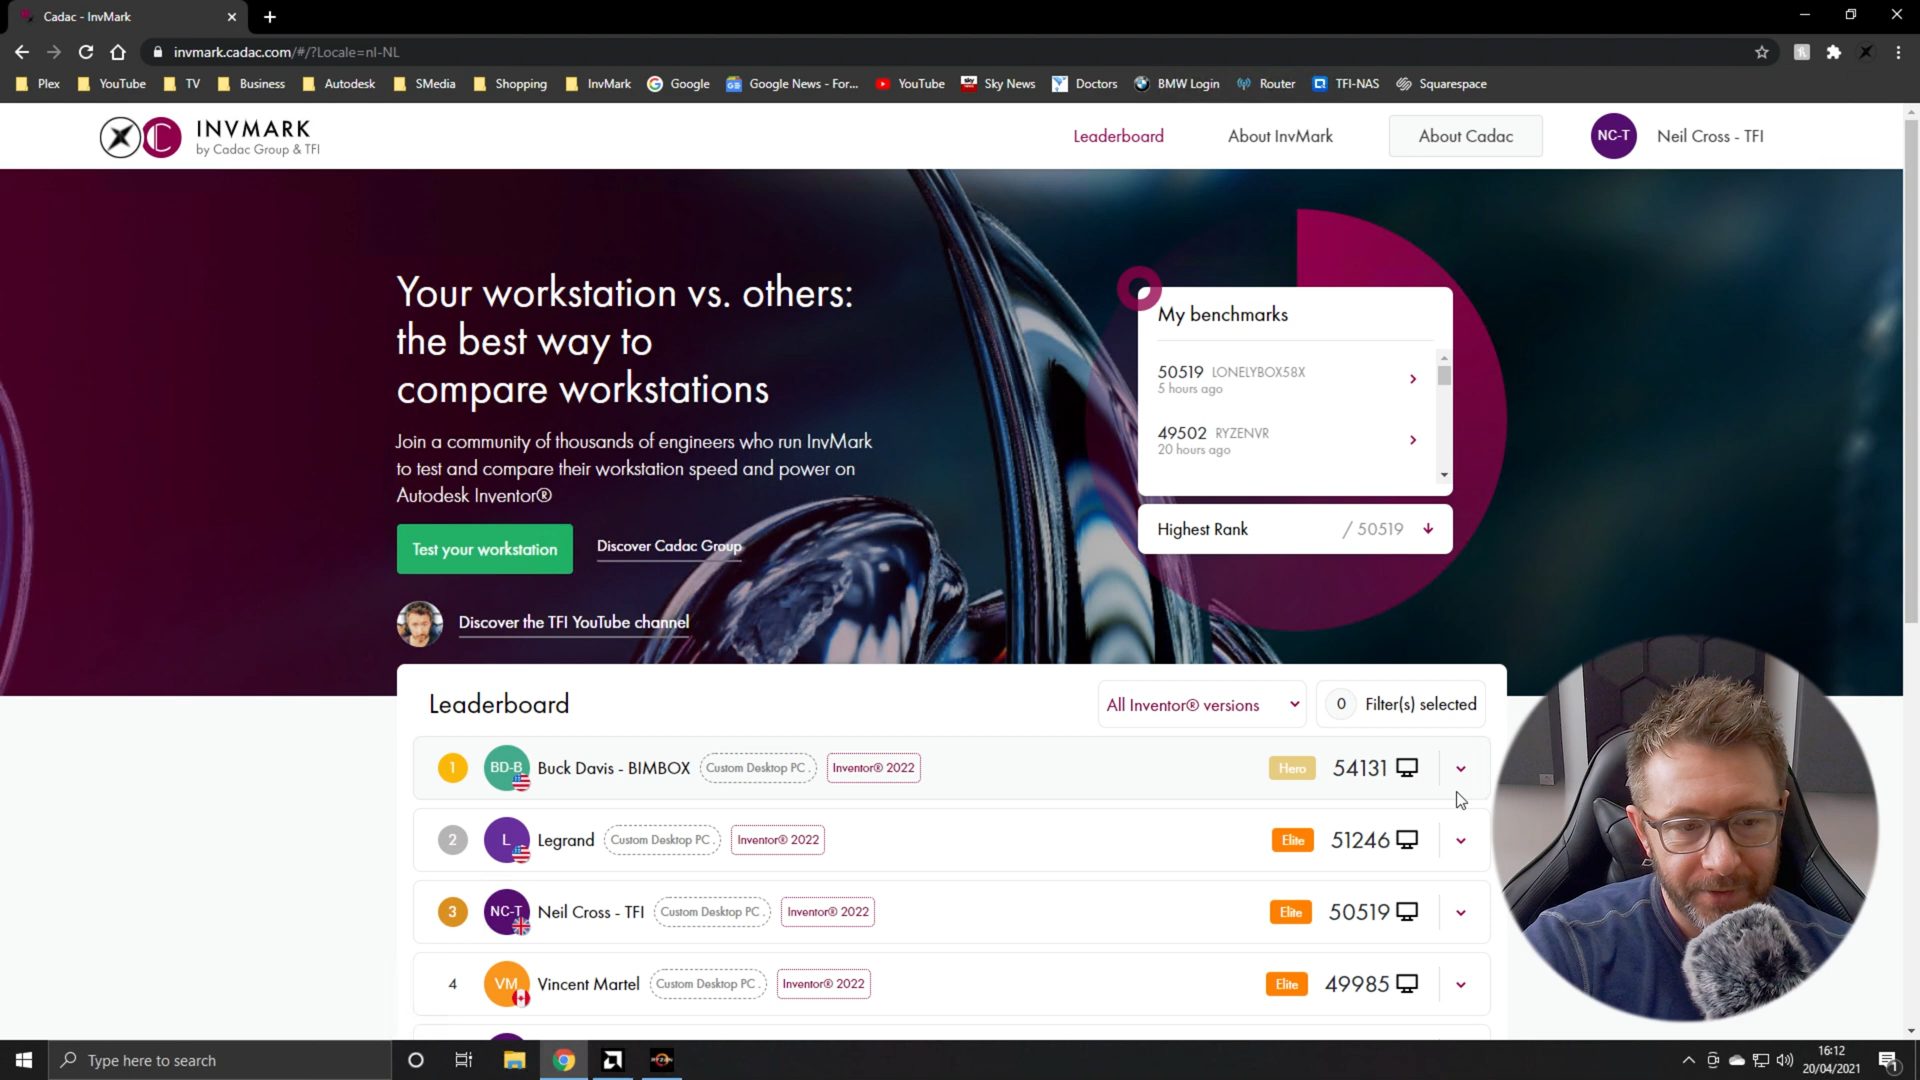 Cadac - InvMark
invmark.cadac.com/#/?Locale=nl-NL
Plex YouTube TV Business Autodesk SMedia Shopping InvMark Google Google News - For... YouTube Sky News Doctors BMW Login Router TFI-NAS Squarespace
INVMARK
by Cadac Group & TFI
Leaderboard About InvMark About Cadac NC-T Neil Cross - TFI
Your workstation vs. others:
the best way to
compare workstations
Join a community of thousands of engineers who run InvMark
to test and compare their workstation speed and power on
Autodesk Inventor®
Test your workstation Discover Cadac Group
Discover the TFI YouTube channel
My benchmarks
50519 LONELYBOX58X
5 hours ago
49502 RYZENVR
20 hours ago
Highest Rank / 50519
Leaderboard All Inventor® versions 0 Filter(s) selected
1 BD-B Buck Davis - BIMBOX Custom Desktop PC . Inventor® 2022 Hero 54131
2 L Legrand Custom Desktop PC . Inventor® 2022 Elite 51246
3 NC-T Neil Cross - TFI Custom Desktop PC . Inventor® 2022 Elite 50519
4 VM Vincent Martel Custom Desktop PC . Inventor® 2022 Elite 49985
Type here to search
16:12
20/04/2021
1